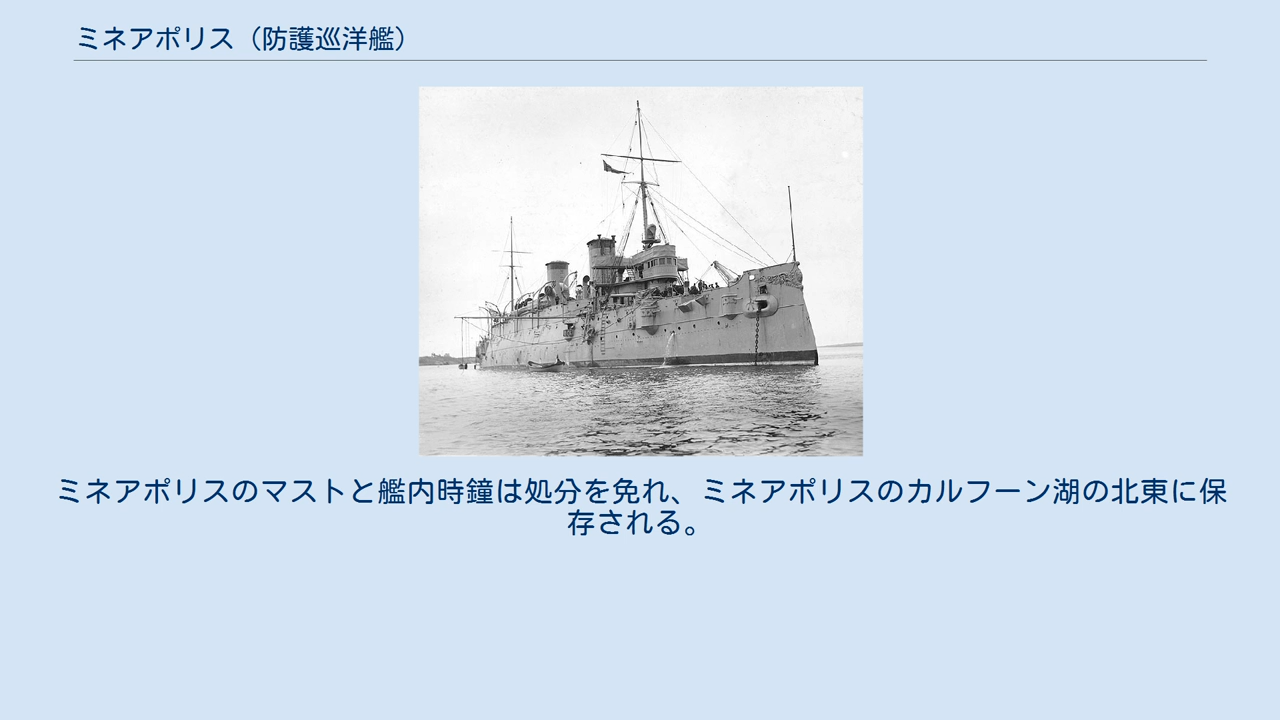 ミネアポリス（防護巡洋艦）
ミネアポリスのマストと艦内時鐘は処分を免れ、ミネアポリスのカルフーン湖の北東に保
存される。